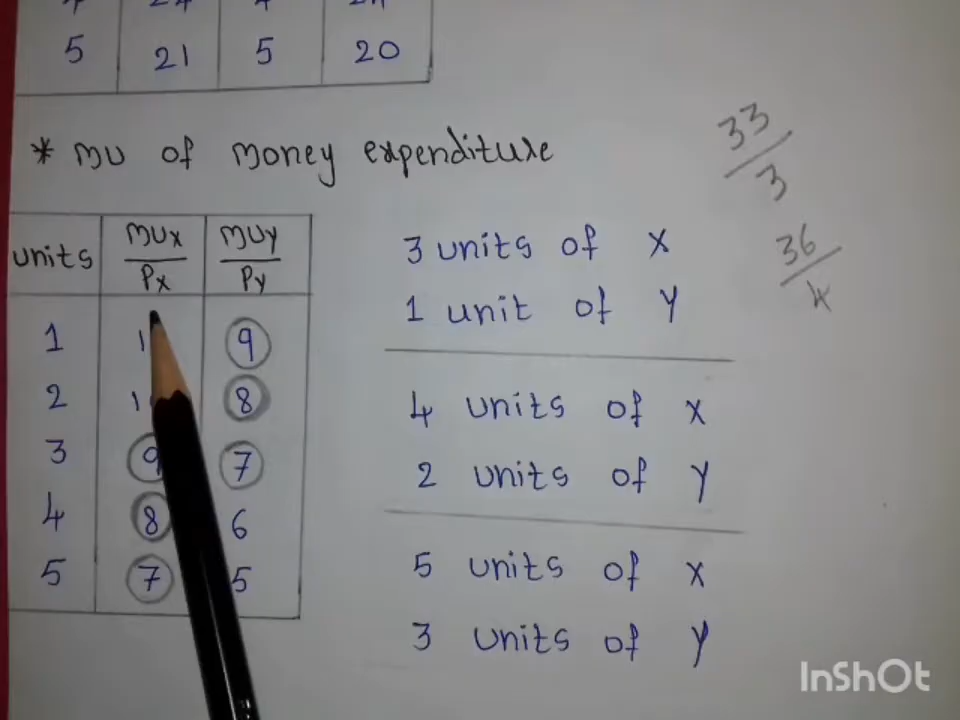 5 21 5 20
* MU of Money expenditure
33/3
36/4
units MUx/Px MUy/Py
1 9
2 8
3 9 7
4 8 6
5 7 5
3 units of X
1 unit of Y
4 units of X
2 units of Y
5 units of X
3 units of Y
InShOt